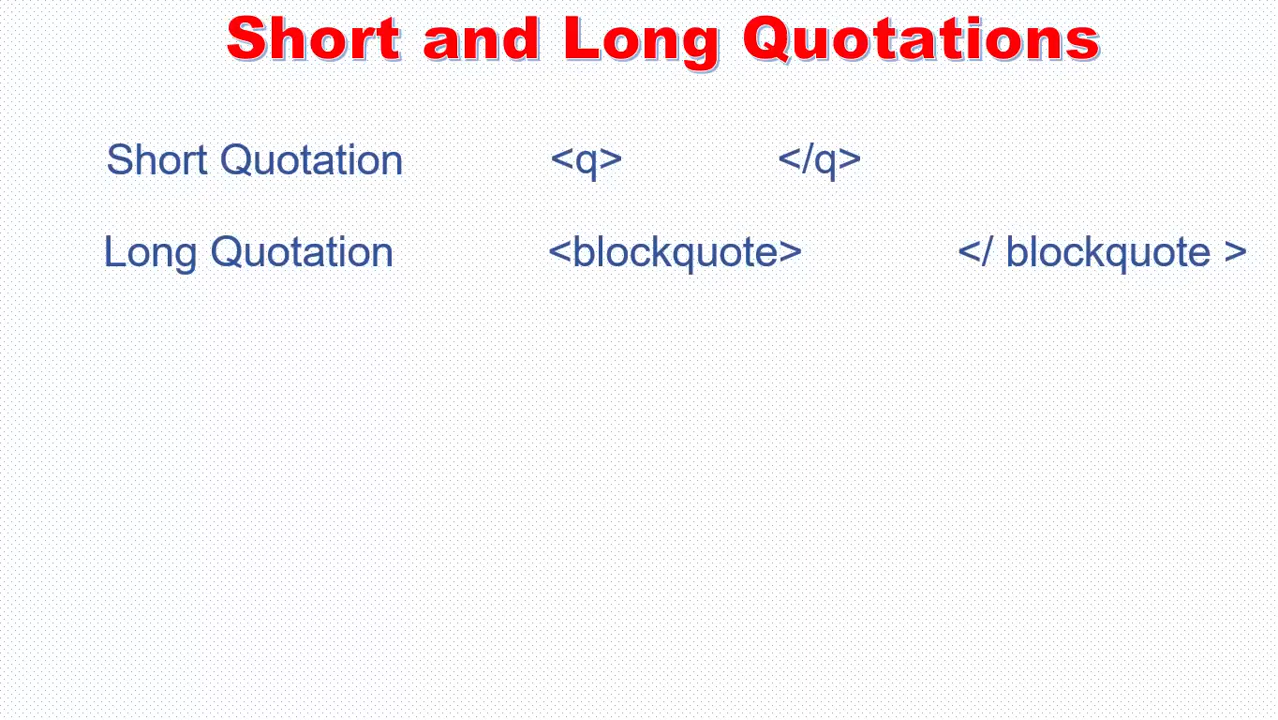 Short and Long Quotations
Short Quotation <q> </q>
Long Quotation <blockquote> </ blockquote >